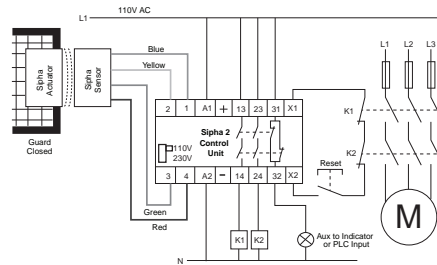 110V AC
L1
L1 L2 L3
Blue
Yellow
Sipha
Actuator
Sipha
Sensor
2 1 A1 + 13 23 31 X1
K1
Guard
Closed
Sipha 2
Control
Unit
110V
230V
K2
Reset
3 4 A2 – 14 24 32 X2
Green
Red
M
K1 K2
Aux to Indicator
or PLC Input
N